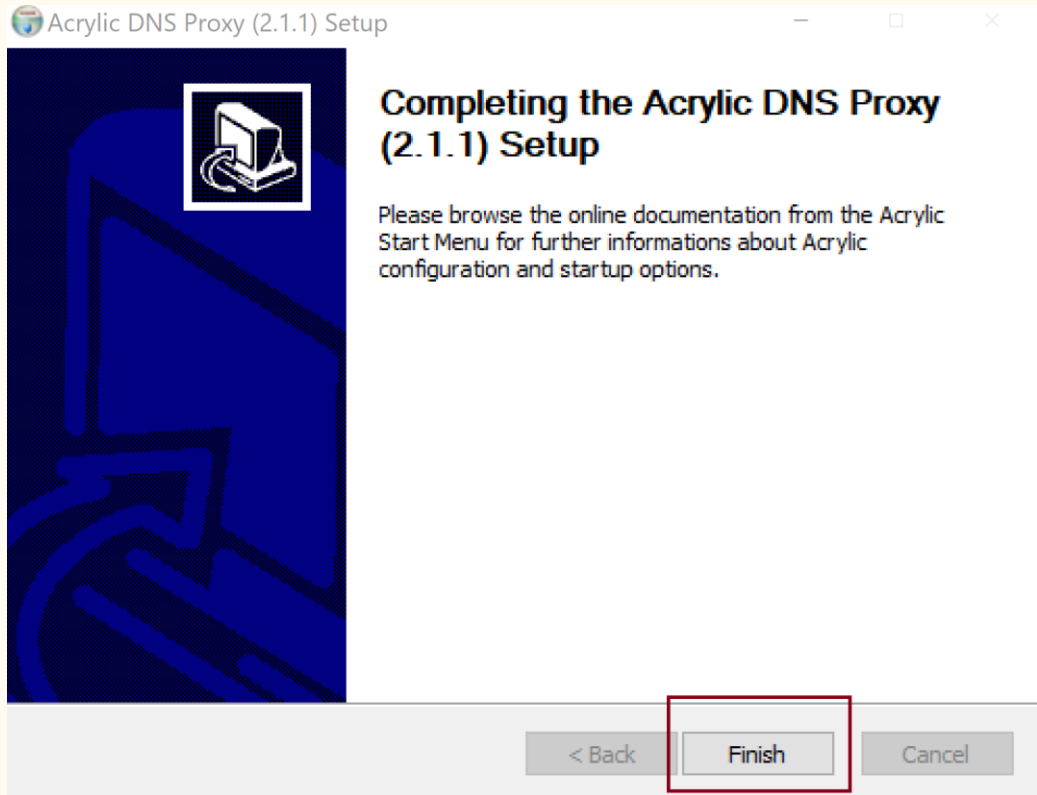 Acrylic DNS Proxy (2.1.1) Setup
Completing the Acrylic DNS Proxy
(2.1.1) Setup
Please browse the online documentation from the Acrylic
Start Menu for further informations about Acrylic
configuration and startup options.
< Back Finish Cancel